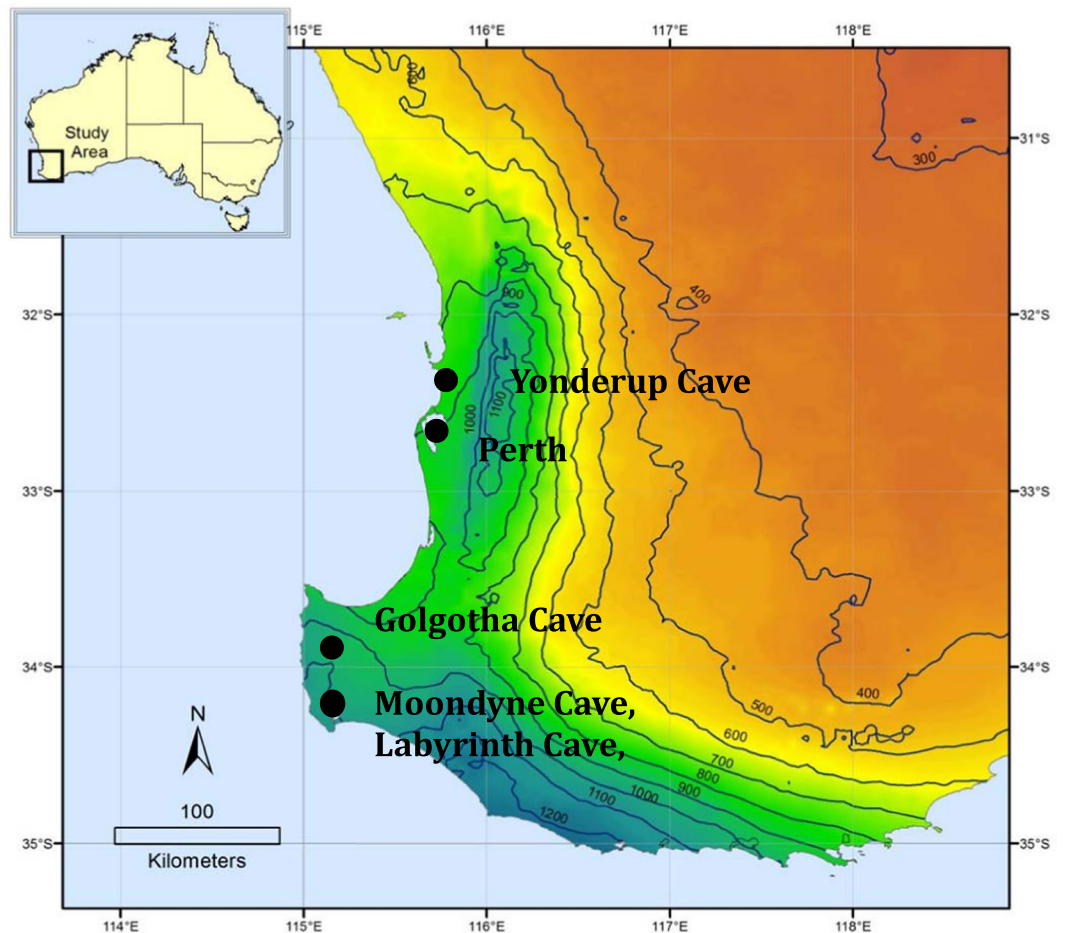 115°E
116°E
117°E
118°E
Study
Area
600
31°S
300
400
32°S
32°S
900
Yonderup Cave
1000
1100
Perth
33°S
33°S
Golgotha Cave
34°S
34°S
Moondyne Cave,
Labyrinth Cave,
400
500
600
700
800
900
1000
1100
1200
N
100
Kilometers
35°S
35°S
114°E
115°E
116°E
117°E
118°E